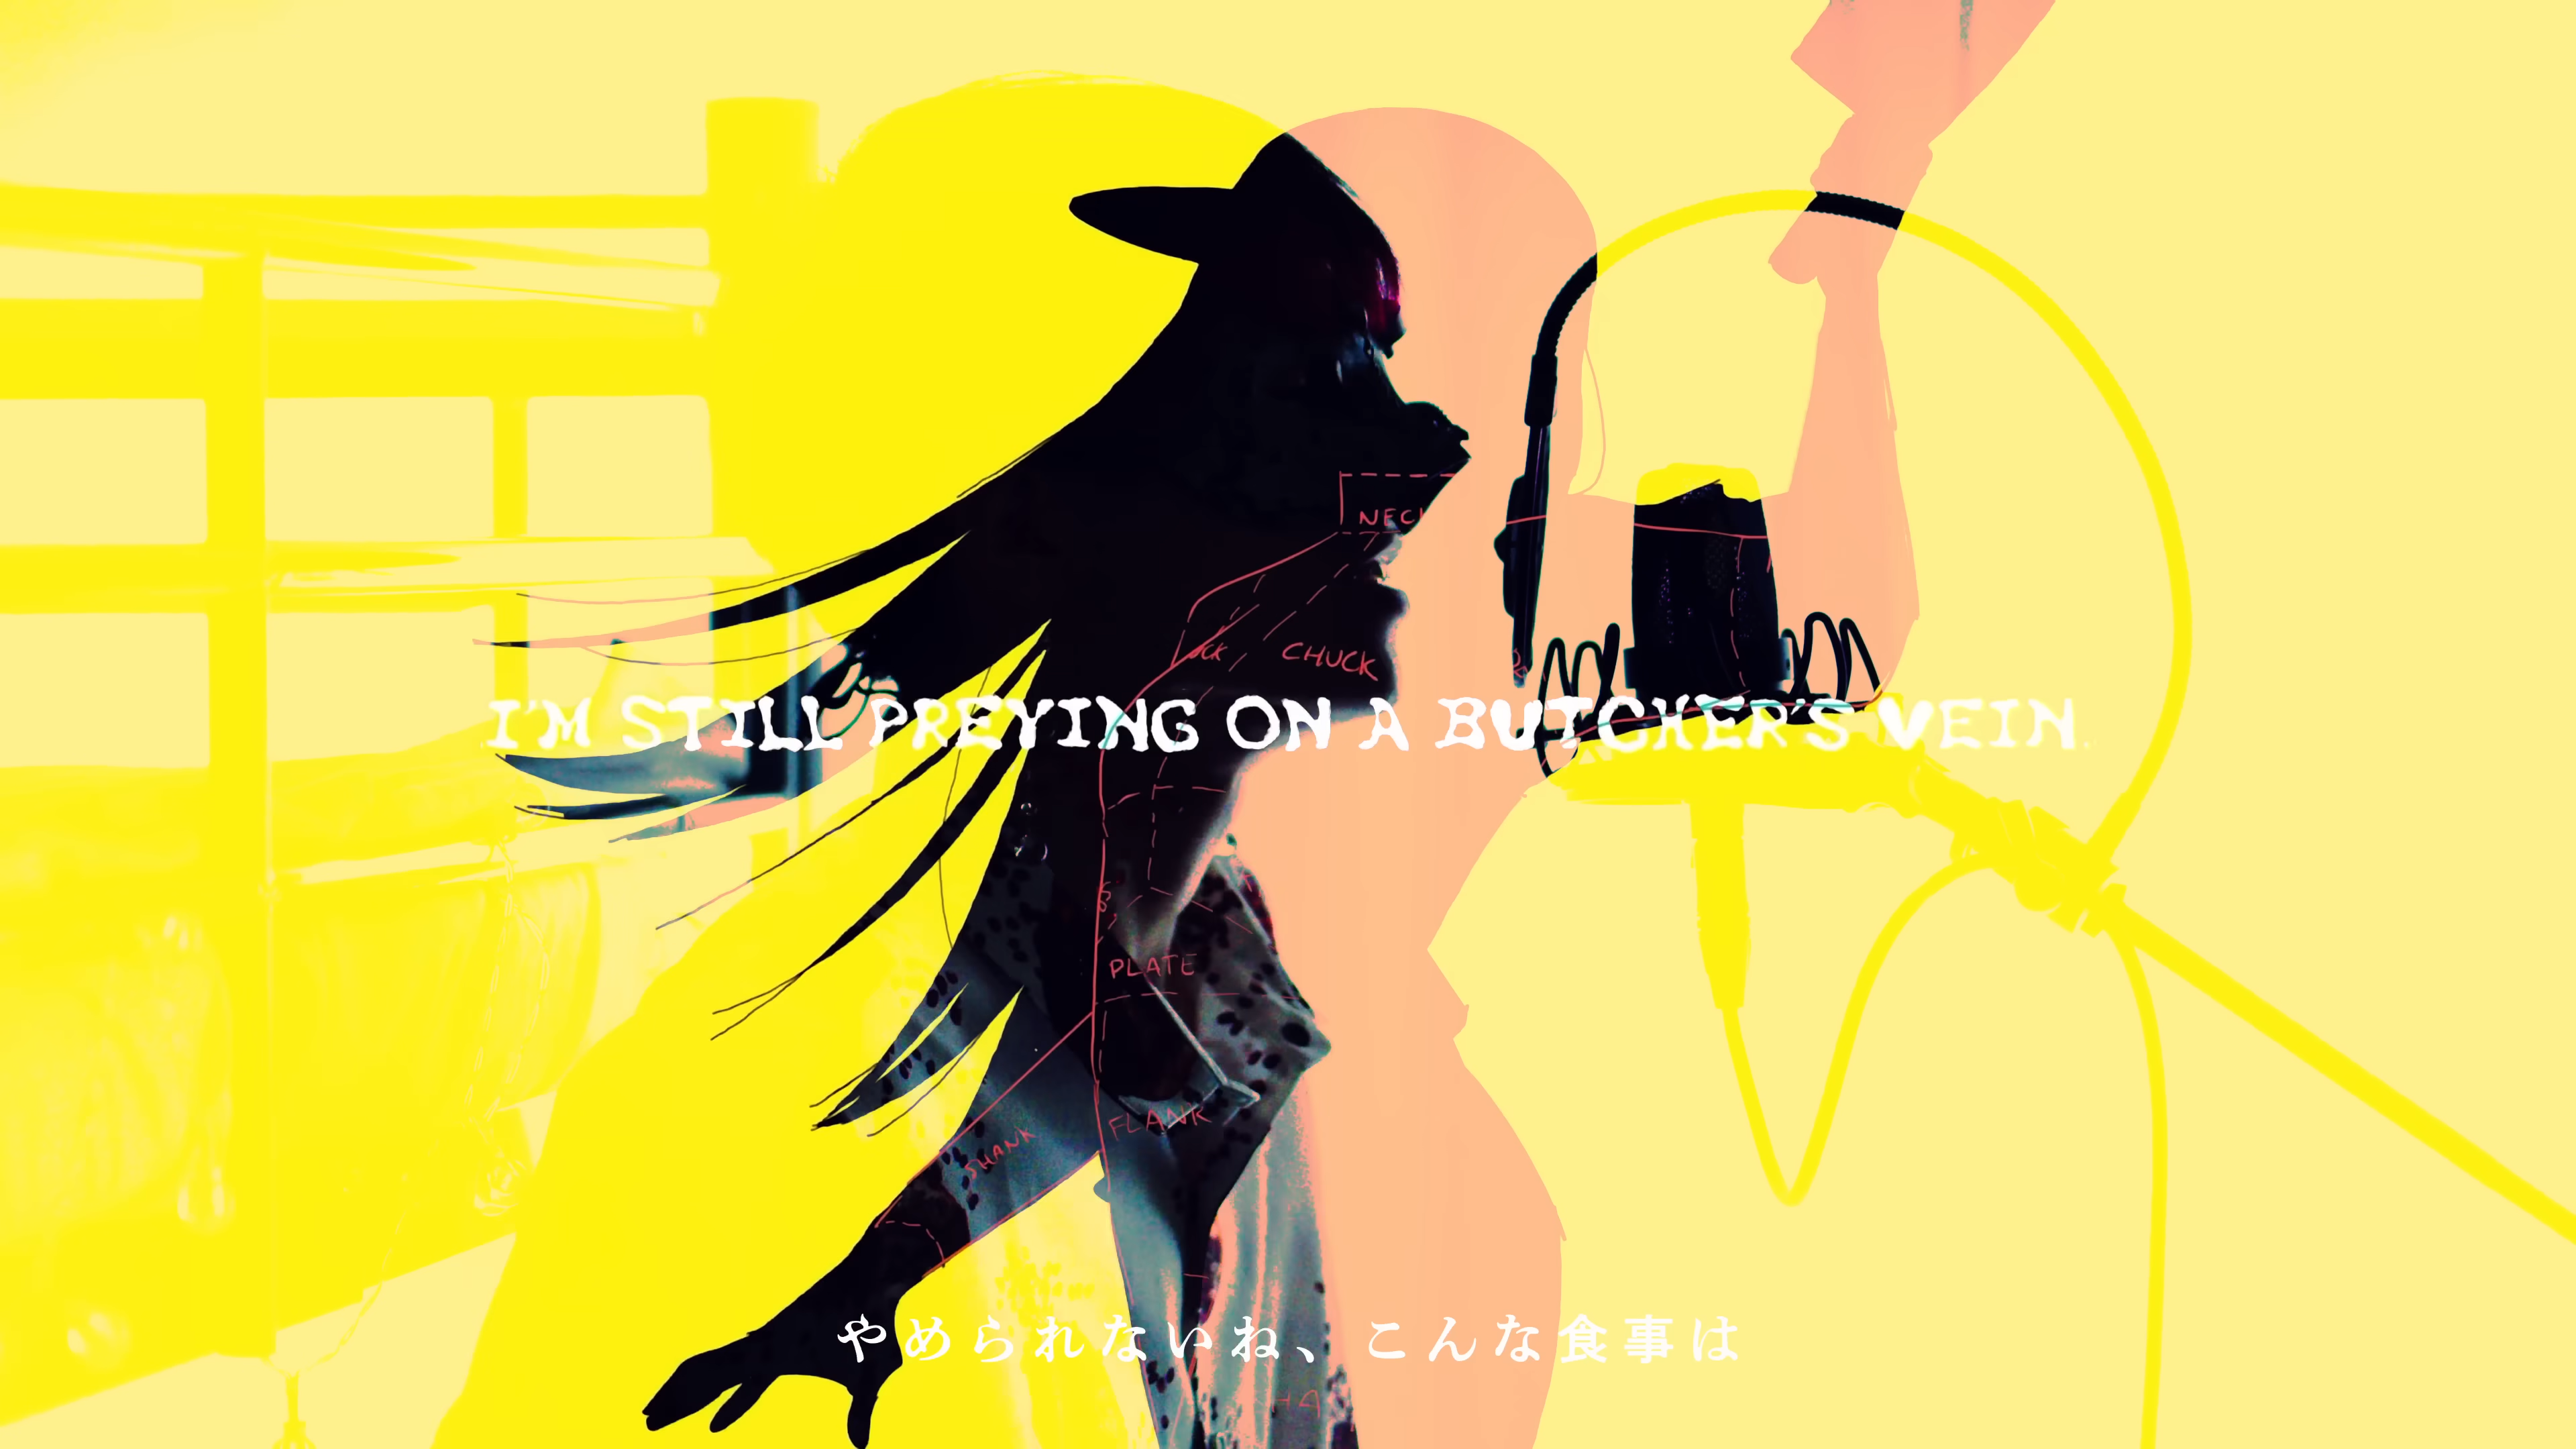 NECK
CHUCK
I'M STILL PREYING ON A BUTCHER'S VEIN.
PLATE
FLANK
SHANK
やめられないね、こんな食事は